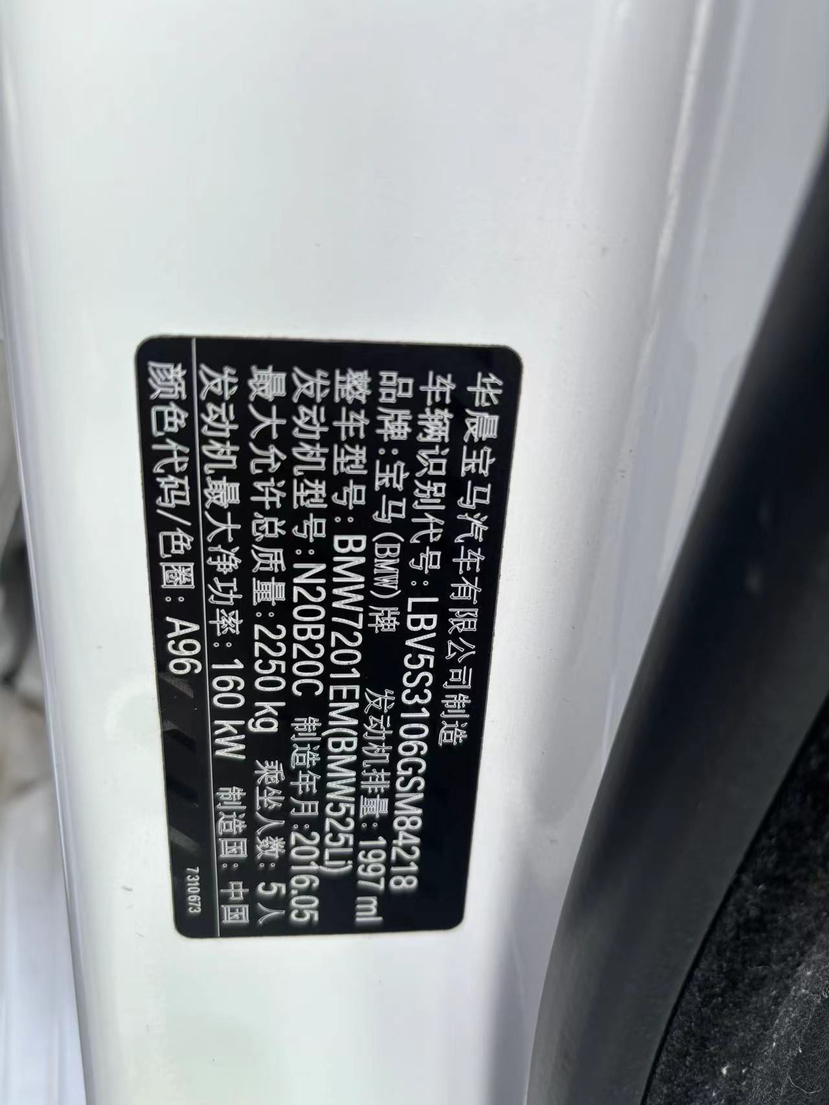 华晨宝马汽车有限公司制造
车辆识别代号:LBV5S3106GSM84218
品牌:宝马(BMW)牌 发动机排量:1997 ml
整车型号:BMW7201EM(BMW525Li)
发动机型号:N20B20C 制造年月:2016.05
最大允许总质量:2250 kg 乘坐人数:5人
发动机最大净功率:160 kW 制造国:中国
颜色代码/色圈:A96
7310673